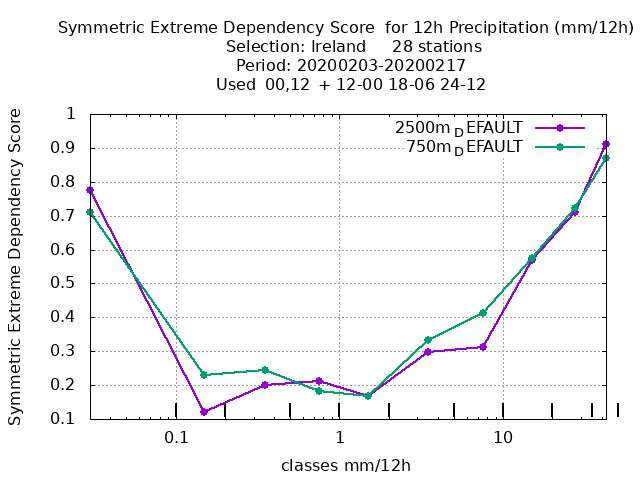 Symmetric Extreme Dependency Score  for 12h Precipitation (mm/12h)
Selection: Ireland     28 stations
Period: 20200203-20200217
Used  00,12  + 12-00 18-06 24-12
2500m_DEFAULT
750m_DEFAULT
Symmetric Extreme Dependency Score
1
0.9
0.8
0.7
0.6
0.5
0.4
0.3
0.2
0.1
0.1 1 10
classes mm/12h